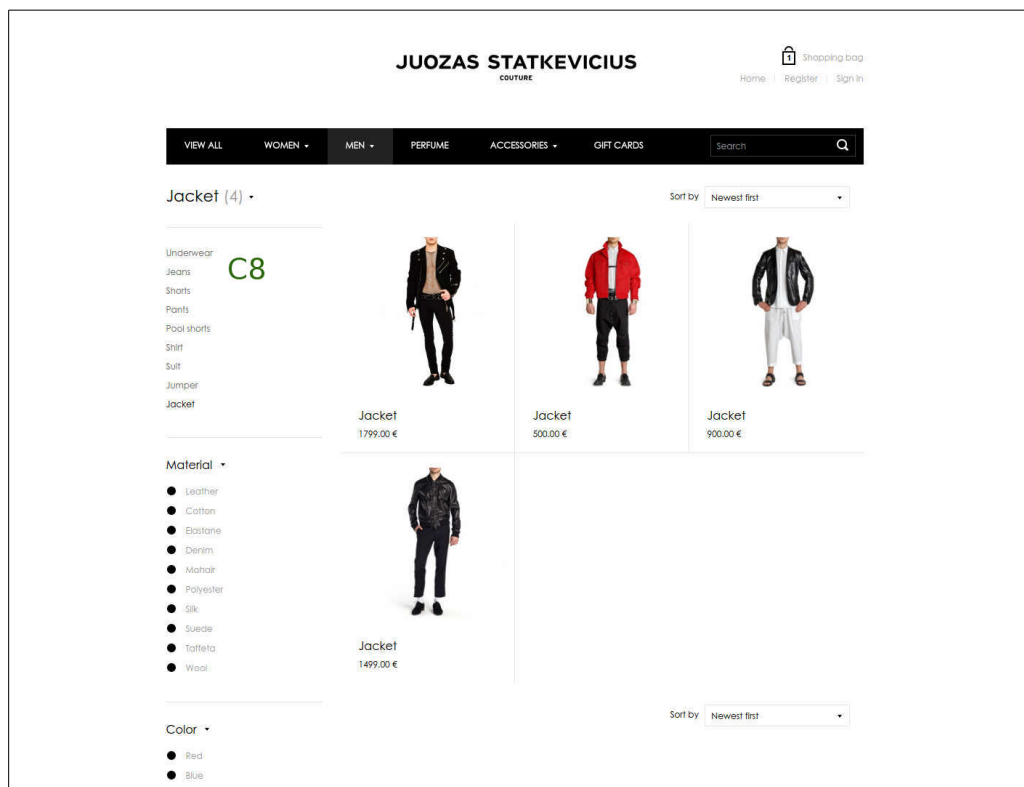 JUOZAS STATKEVICIUS
COUTURE
1 Shopping bag
Home Register Sign in
VIEW ALL WOMEN MEN PERFUME ACCESSORIES GIFT CARDS Search
Jacket (4)
Sort by Newest first
Underwear
Jeans
C8
Shorts
Pants
Pool shorts
Shirt
Suit
Jumper
Jacket
Jacket Jacket Jacket
1799.00 € 500.00 € 900.00 €
Material
Leather
Cotton
Elastane
Denim
Mahair
Polyester
Silk
Suede
Taffeta
Wool
Jacket
1499.00 €
Sort by Newest first
Color
Red
Blue